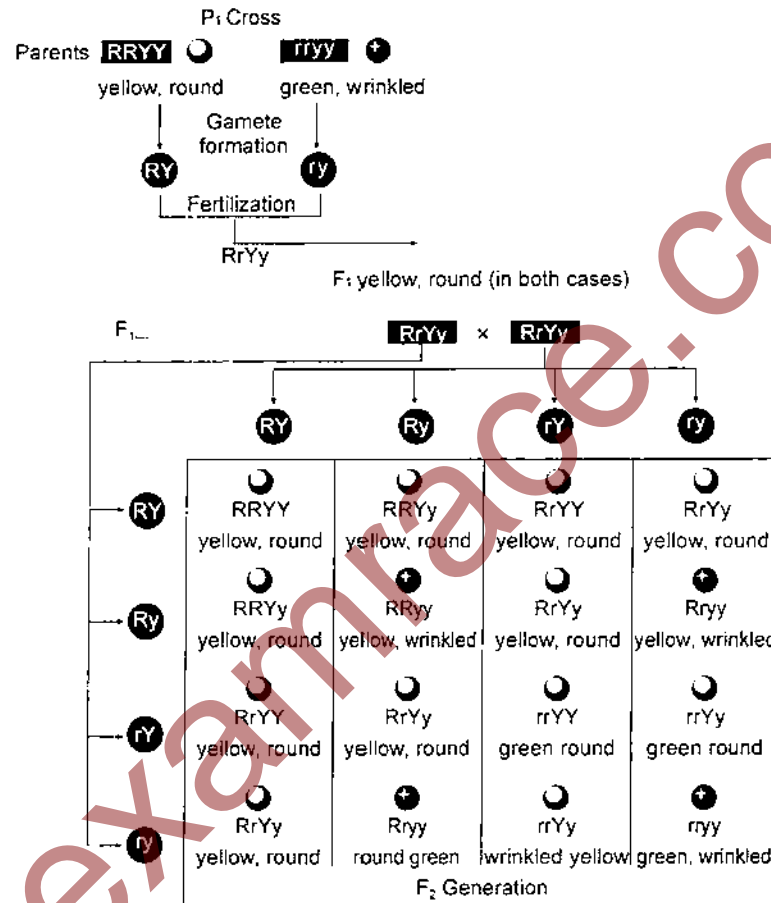 P₁ Cross
Parents RRYY rryy
yellow, round green, wrinkled
Gamete
formation
RY ry
Fertilization
RrYy
F₁ yellow, round (in both cases)
F₁ RrYy × RrYy
RY Ry rY ry
RY RRYY RRYy RrYY RrYy
yellow, round yellow, round yellow, round yellow, round
Ry RRYy RRyy RrYy Rryy
yellow, round yellow, wrinkled yellow, round yellow, wrinkled
rY RrYY RrYy rrYY rrYy
yellow, round yellow, round green round green round
ry RrYy Rryy rrYy rryy
yellow, round round green wrinkled yellow green, wrinkled
F₂ Generation
examrace.co